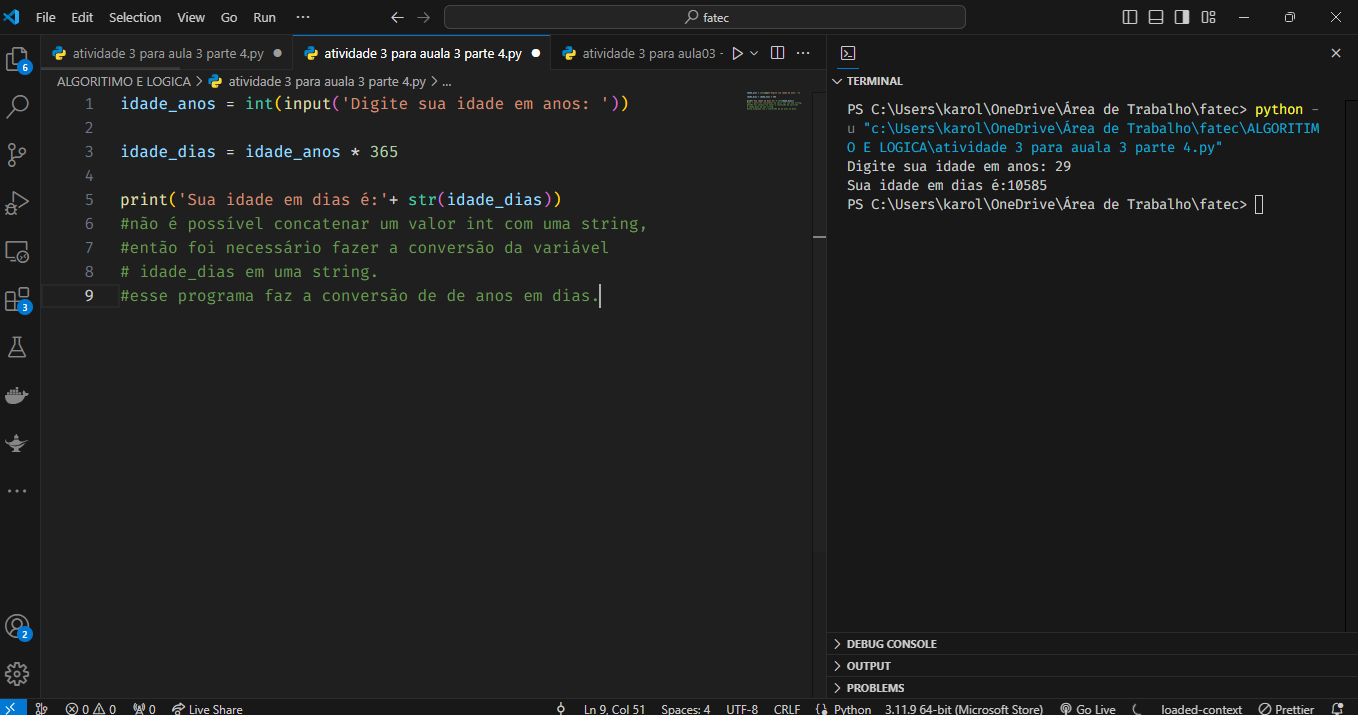 File Edit Selection View Go Run ··· fatec
6
atividade 3 para aula 3 parte 4.py
atividade 3 para auala 3 parte 4.py
atividade 3 para aula03 -
ALGORITIMO E LOGICA > atividade 3 para auala 3 parte 4.py > ...
1 idade_anos = int(input('Digite sua idade em anos: '))
2
3 idade_dias = idade_anos * 365
4
5 print('Sua idade em dias é:'+ str(idade_dias))
6 #não é possível concatenar um valor int com uma string,
7 #então foi necessário fazer a conversão da variável
8 # idade_dias em uma string.
9 #esse programa faz a conversão de de anos em dias.
3
2
TERMINAL
PS C:\Users\karol\OneDrive\Área de Trabalho\fatec> python -
u "c:\Users\karol\OneDrive\Área de Trabalho\fatec\ALGORITIM
O E LOGICA\atividade 3 para auala 3 parte 4.py"
Digite sua idade em anos: 29
Sua idade em dias é:10585
PS C:\Users\karol\OneDrive\Área de Trabalho\fatec>
DEBUG CONSOLE
OUTPUT
PROBLEMS
0 0 0 Live Share Ln 9, Col 51 Spaces: 4 UTF-8 CRLF Python 3.11.9 64-bit (Microsoft Store) Go Live loaded-context Prettier